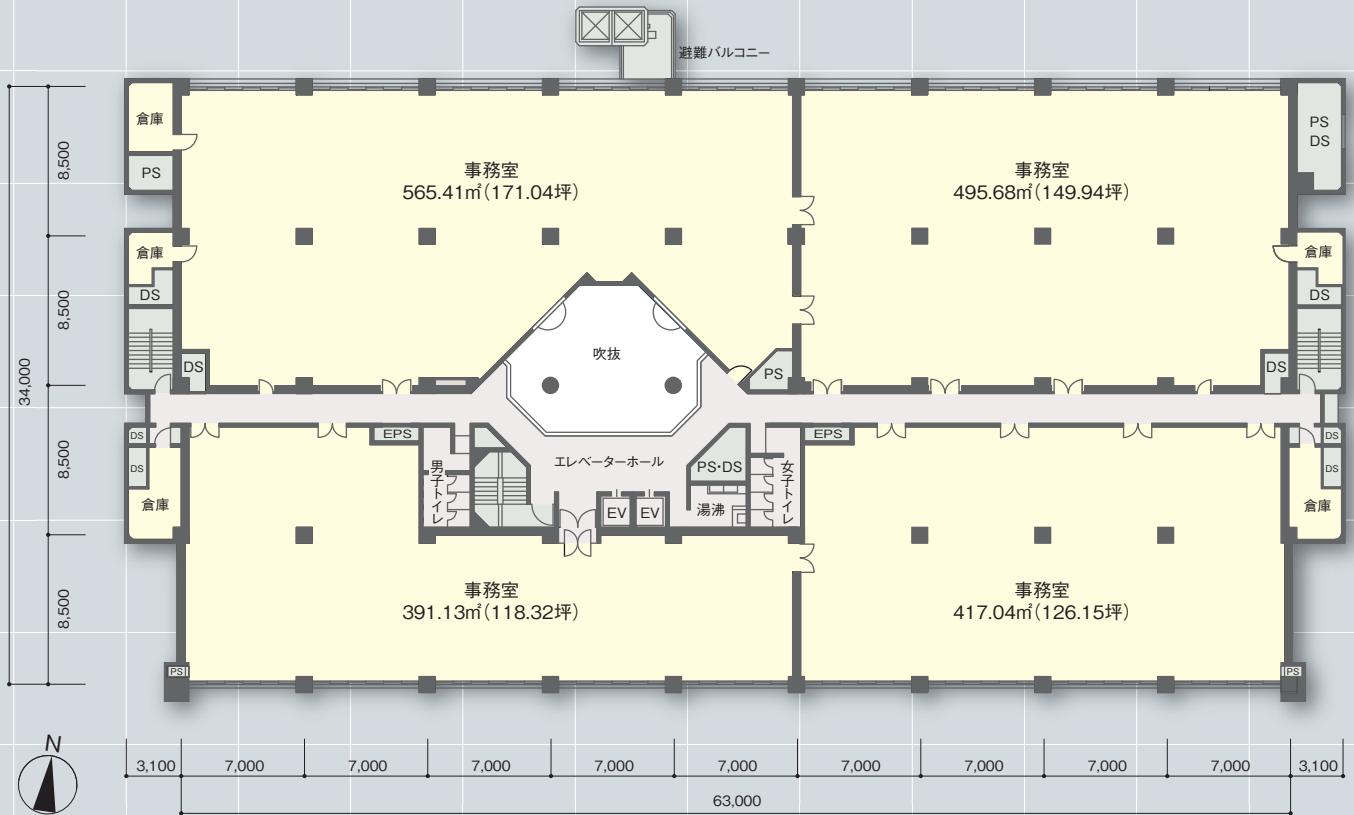 避難バルコニー
倉庫
PS
事務室
565.41㎡(171.04坪)
事務室
495.68㎡(149.94坪)
PS
DS
倉庫
DS
倉庫
DS
DS
吹抜
PS
DS
8,500
8,500
8,500
8,500
34,000
DS
DS
倉庫
EPS
男子トイレ
エレベーターホール
PS・DS
湯沸
EV
EV
女子トイレ
EPS
DS
DS
倉庫
事務室
391.13㎡(118.32坪)
事務室
417.04㎡(126.15坪)
PS
PS
N
3,100
7,000
7,000
7,000
7,000
7,000
7,000
7,000
7,000
7,000
3,100
63,000